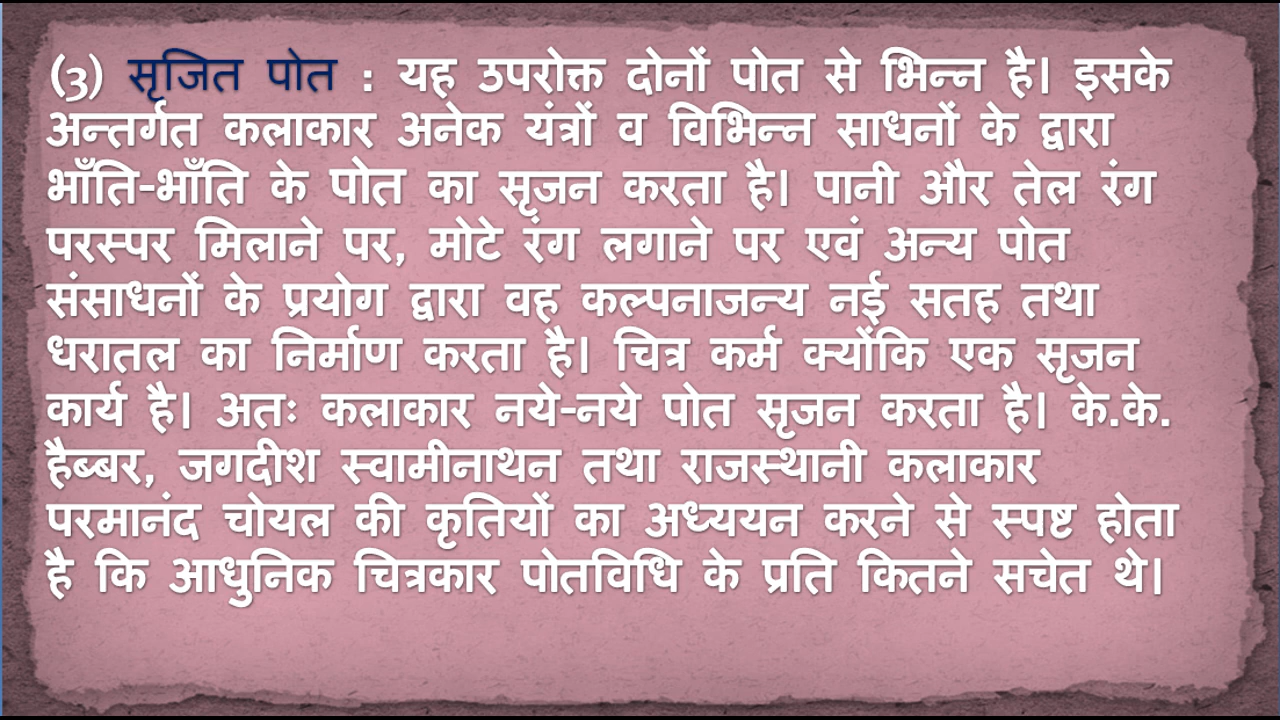 (3) सृजित पोत : यह उपरोक्त दोनों पोत से भिन्न है। इसके
अन्तर्गत कलाकार अनेक यंत्रों व विभिन्न साधनों के द्वारा
भाँति-भाँति के पोत का सृजन करता है। पानी और तेल रंग
परस्पर मिलाने पर, मोटे रंग लगाने पर एवं अन्य पोत
संसाधनों के प्रयोग द्वारा वह कल्पनाजन्य नई सतह तथा
धरातल का निर्माण करता है। चित्र कर्म क्योंकि एक सृजन
कार्य है। अतः कलाकार नये-नये पोत सृजन करता है। के.के.
हैब्बर, जगदीश स्वामीनाथन तथा राजस्थानी कलाकार
परमानंद चोयल की कृतियों का अध्ययन करने से स्पष्ट होता
है कि आधुनिक चित्रकार पोतविधि के प्रति कितने सचेत थे।